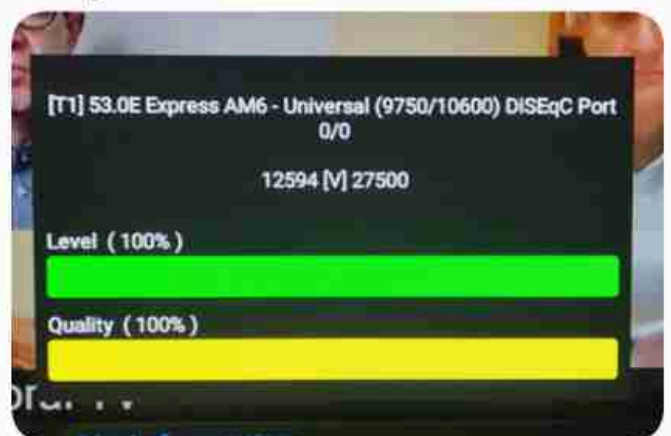 [T1] 53.0E Express AM6 - Universal (9750/10600) DiSEqC Port
0/0
12594 [V] 27500
Level ( 100% )
Quality ( 100% )